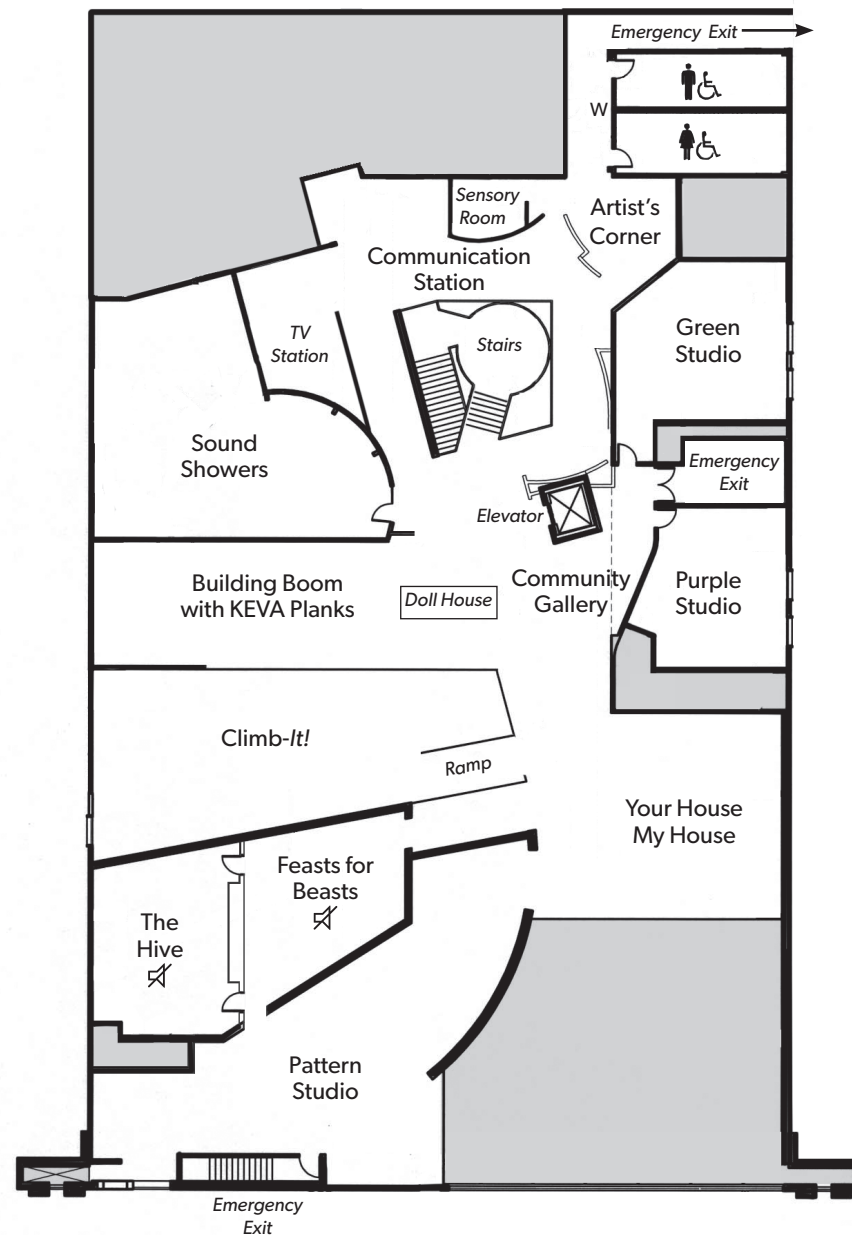 Emergency Exit
W
Sensory
Room
Artist's
Corner
Communication
Station
TV
Station
Stairs
Green
Studio
Sound
Showers
Emergency
Exit
Elevator
Building Boom
with KEVA Planks
Doll House
Community
Gallery
Purple
Studio
Climb-It!
Ramp
Your House
My House
Feasts for
Beasts
The
Hive
Pattern
Studio
Emergency
Exit